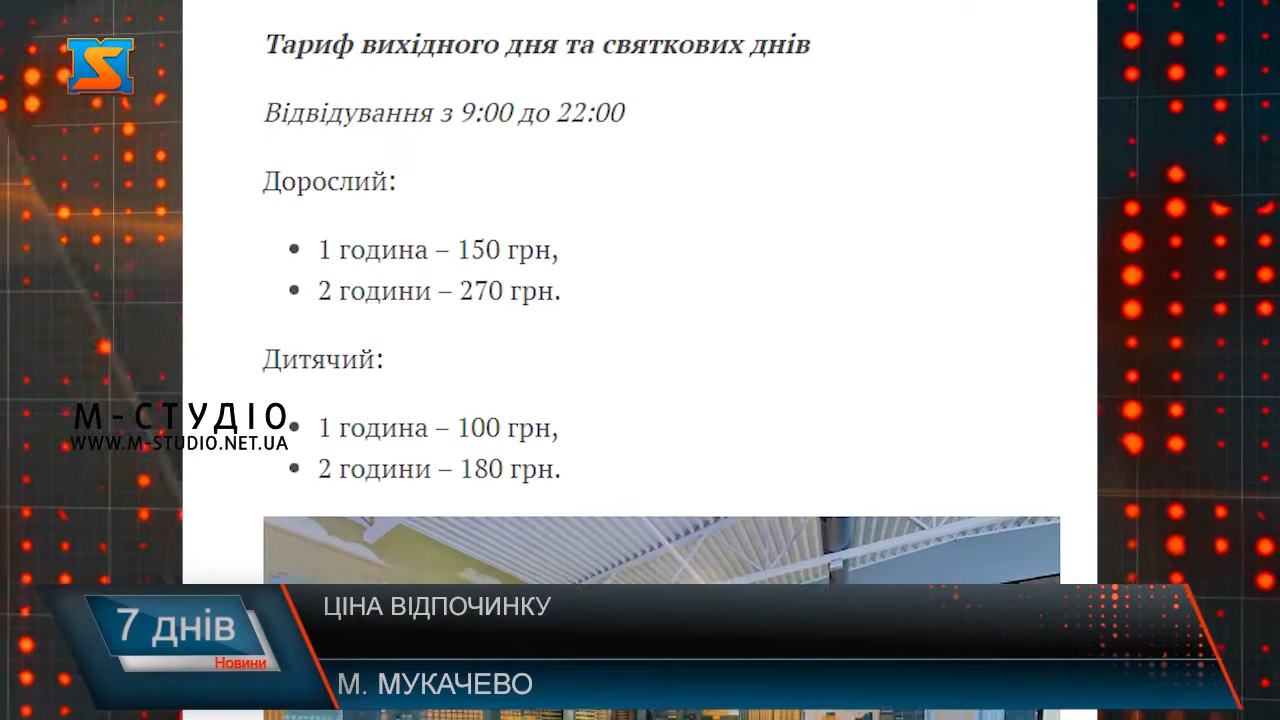 Тариф вихідного дня та святкових днів
Відвідування з 9:00 до 22:00
Дорослий:
1 година – 150 грн,
2 години – 270 грн.
Дитячий:
1 година – 100 грн,
2 години – 180 грн.
М-СТУДІО
WWW.M-STUDIO.NET.UA
7 днів
Новини
ЦІНА ВІДПОЧИНКУ
М. МУКАЧЕВО